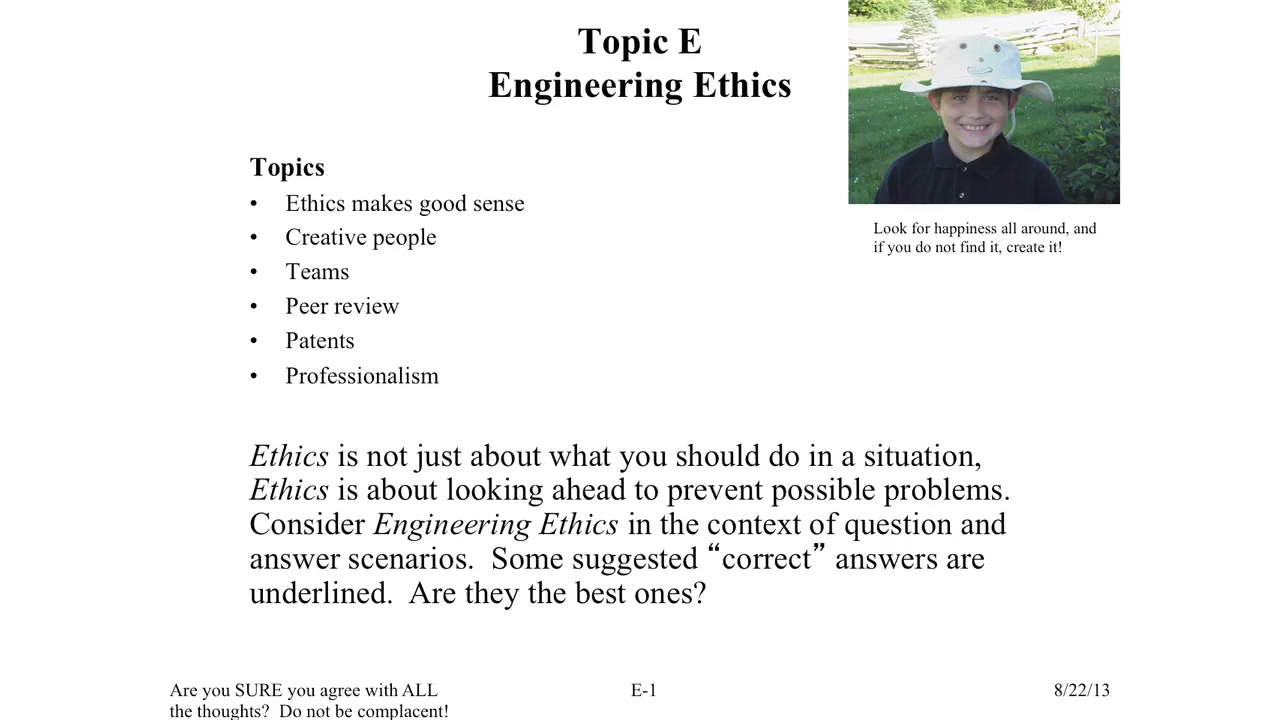 Topic E
Engineering Ethics
Topics
• Ethics makes good sense
• Creative people
• Teams
• Peer review
• Patents
• Professionalism
Look for happiness all around, and
if you do not find it, create it!
Ethics is not just about what you should do in a situation,
Ethics is about looking ahead to prevent possible problems.
Consider Engineering Ethics in the context of question and
answer scenarios.  Some suggested “correct” answers are
underlined.  Are they the best ones?
Are you SURE you agree with ALL
the thoughts?  Do not be complacent!
E-1
8/22/13